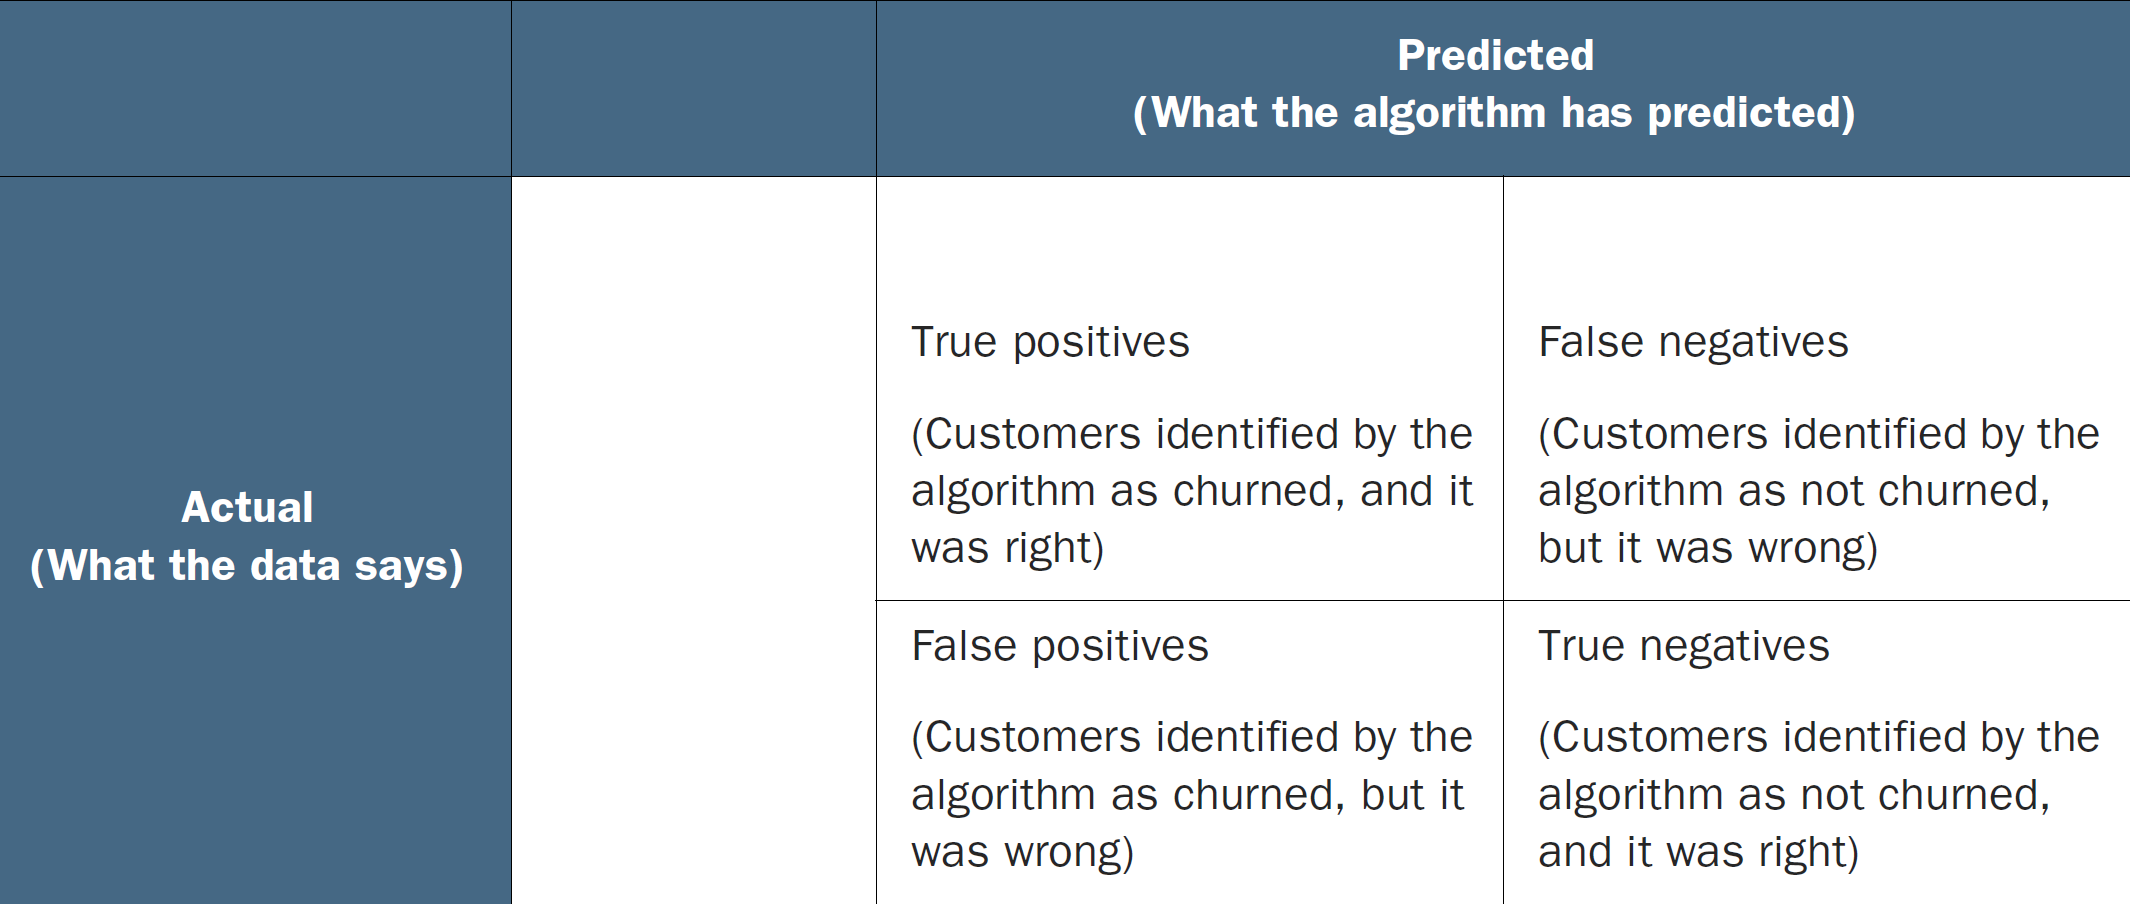 Predicted
(What the algorithm has predicted)
Actual
(What the data says)
True positives
(Customers identified by the
algorithm as churned, and it
was right)
False negatives
(Customers identified by the
algorithm as not churned,
but it was wrong)
False positives
(Customers identified by the
algorithm as churned, but it
was wrong)
True negatives
(Customers identified by the
algorithm as not churned,
and it was right)